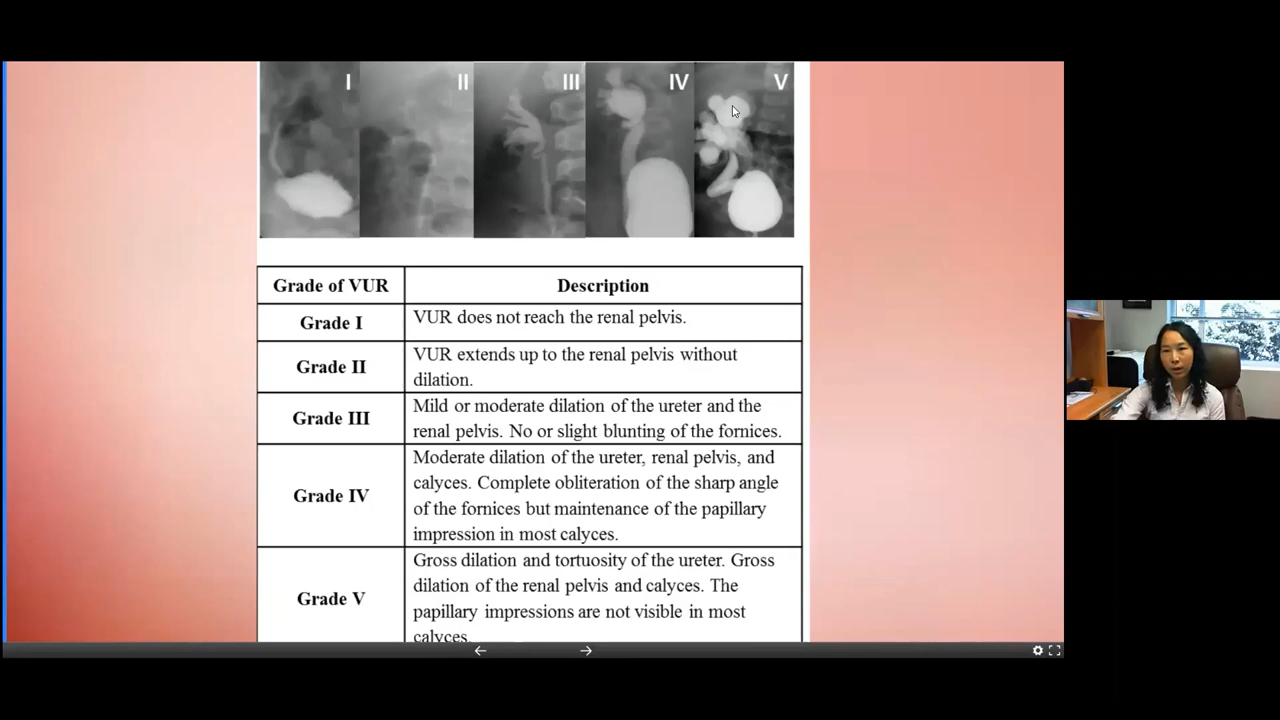 I II III IV V
Grade of VUR Description
Grade I VUR does not reach the renal pelvis.
Grade II VUR extends up to the renal pelvis without
dilation.
Grade III Mild or moderate dilation of the ureter and the
renal pelvis. No or slight blunting of the fornices.
Grade IV Moderate dilation of the ureter, renal pelvis, and
calyces. Complete obliteration of the sharp angle
of the fornices but maintenance of the papillary
impression in most calyces.
Grade V Gross dilation and tortuosity of the ureter. Gross
dilation of the renal pelvis and calyces. The
papillary impressions are not visible in most
calyces.